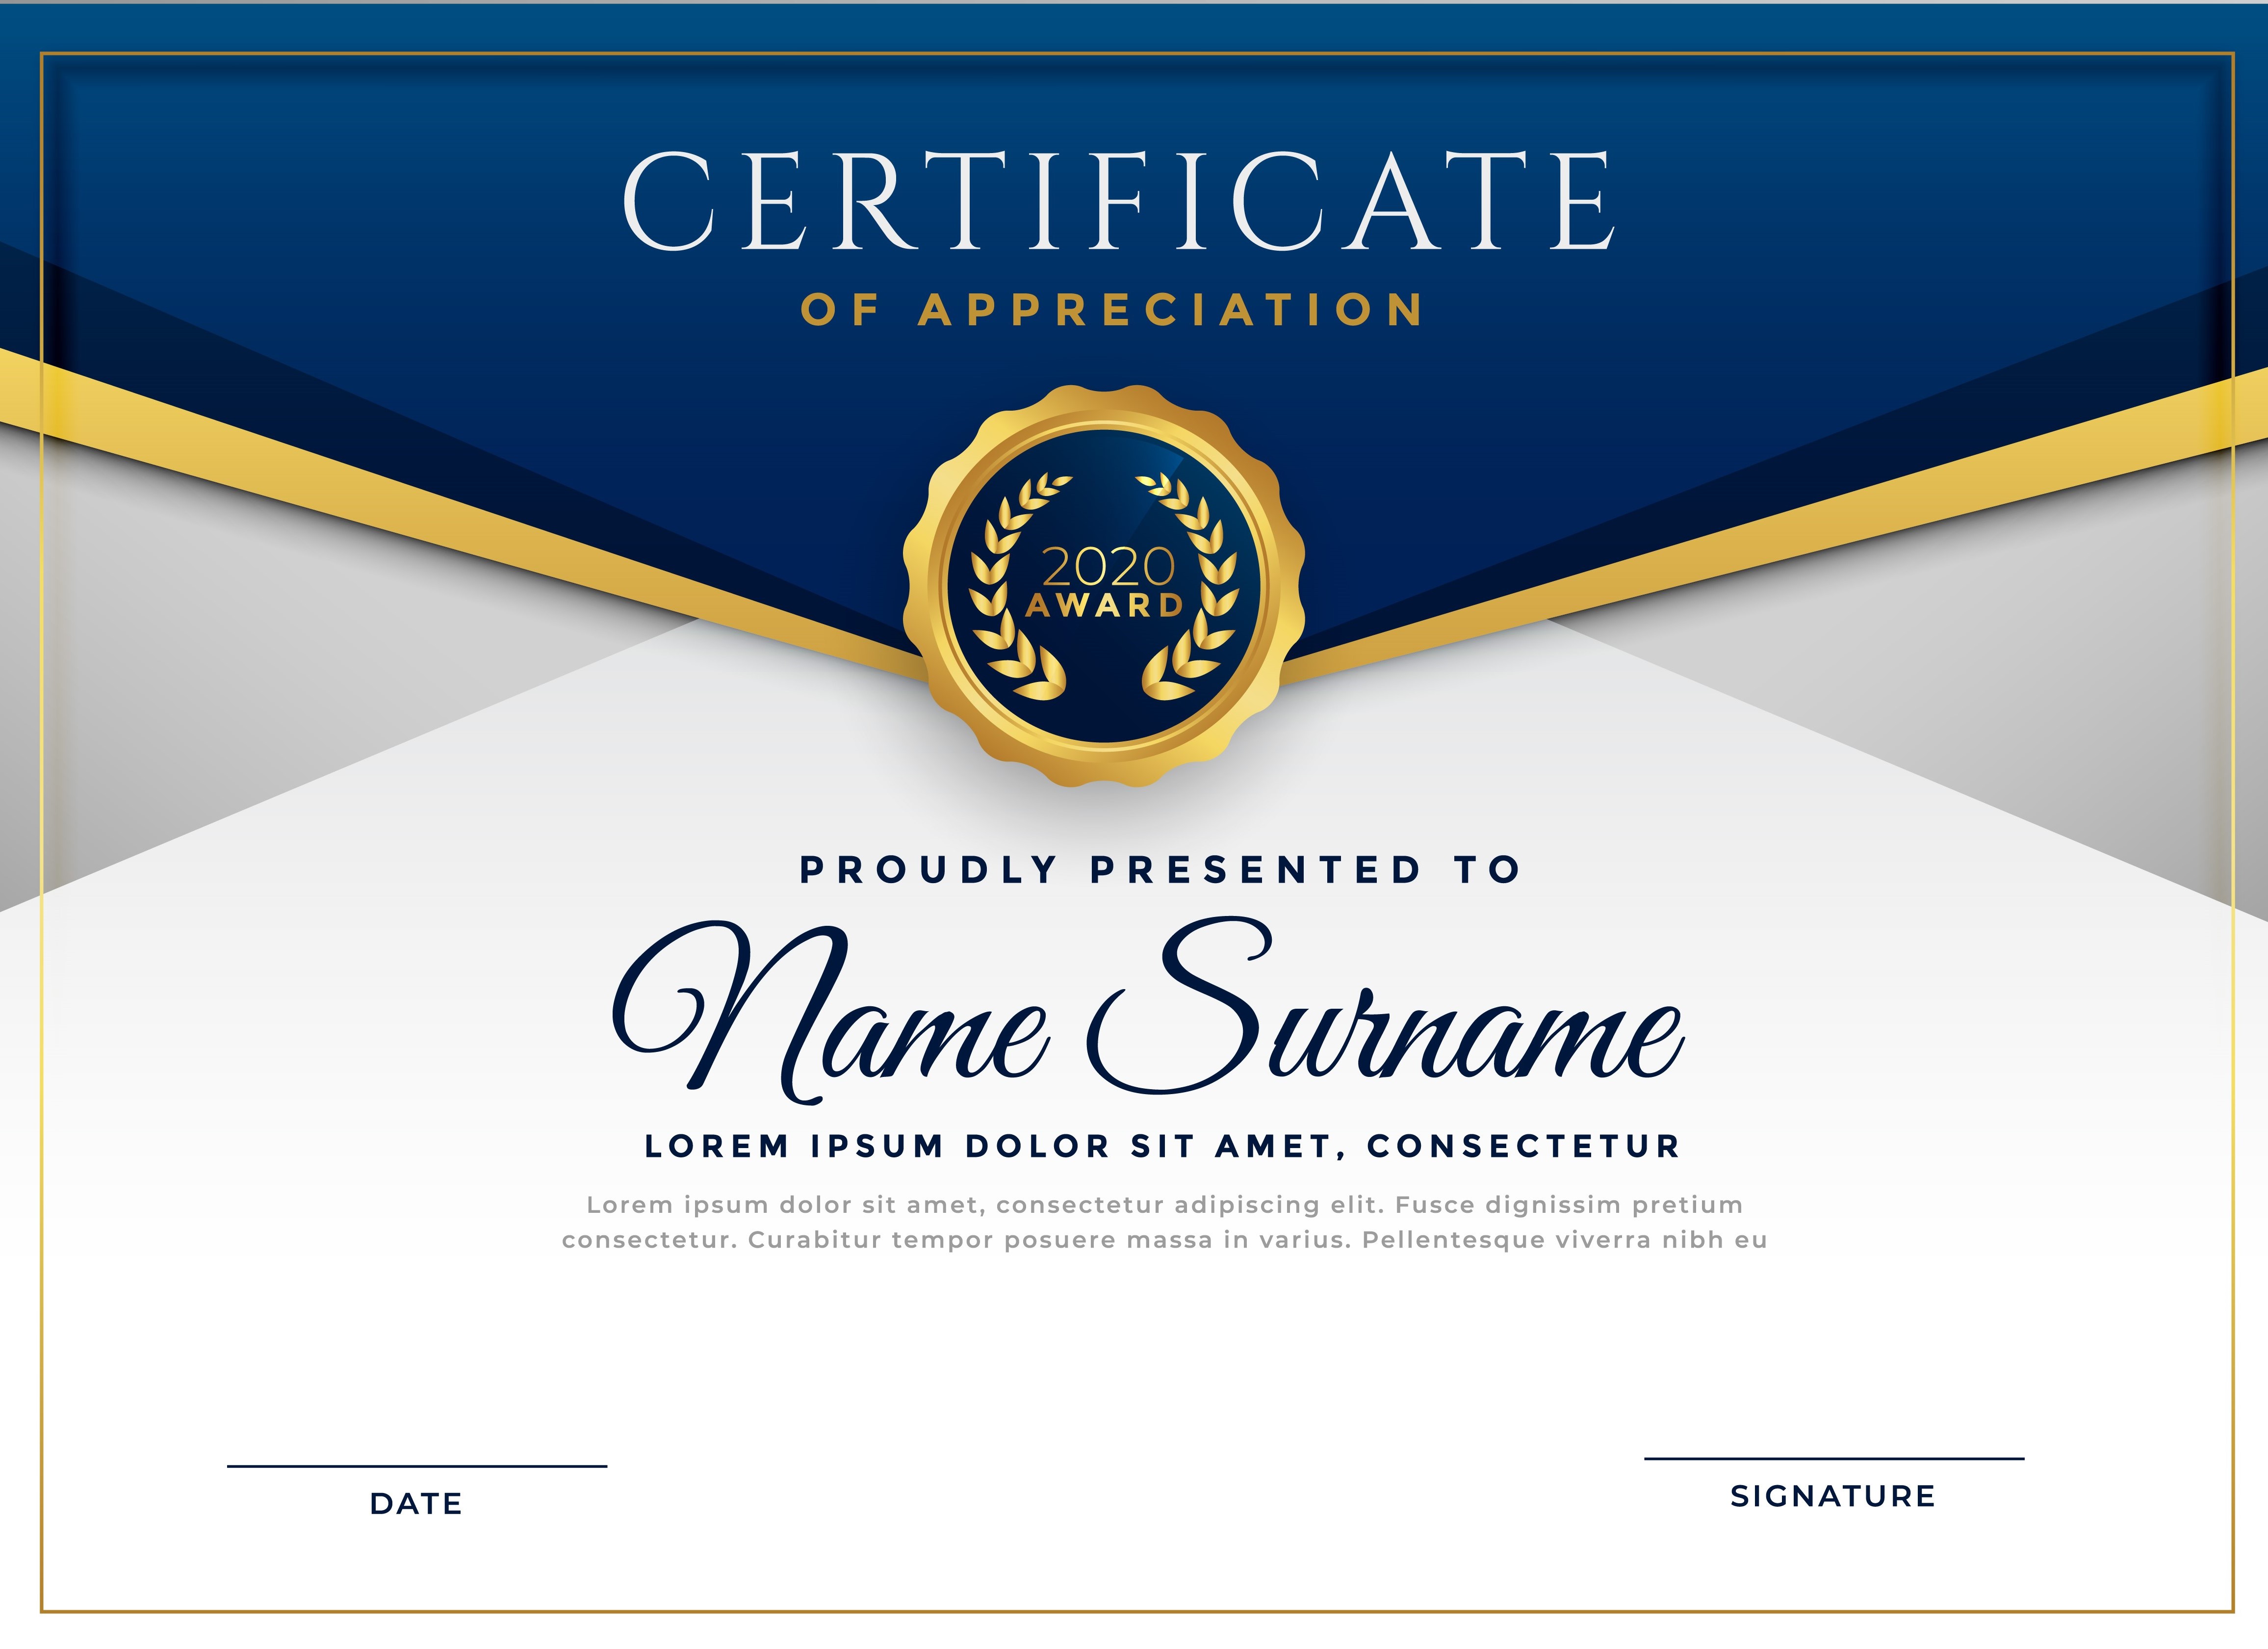 CERTIFICATE
OF APPRECIATION
2020
AWARD
PROUDLY PRESENTED TO
Name Surname
LOREM IPSUM DOLOR SIT AMET, CONSECTETUR
Lorem ipsum dolor sit amet, consectetur adipiscing elit. Fusce dignissim pretium
consectetur. Curabitur tempor posuere massa in varius. Pellentesque viverra nibh eu
DATE
SIGNATURE